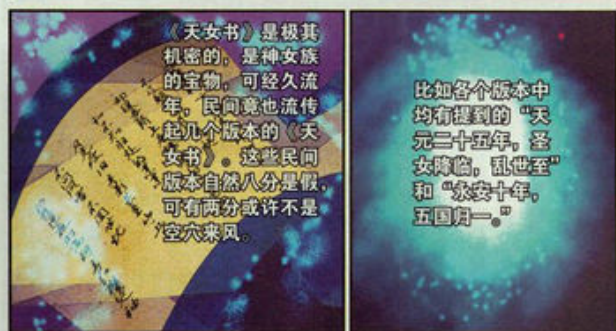 《天女书》是极其
机密的，是神女族
的宝物，可经久流
年，民间竟也流传
起几个版本的《天
女书》。这些民间
版本自然八分是假，
可有两分或许不是
空穴来风。
比如各个版本中
均有提到的“天
元二十五年，圣
女降临，乱世至”
和“永安十年，
五国归一。”